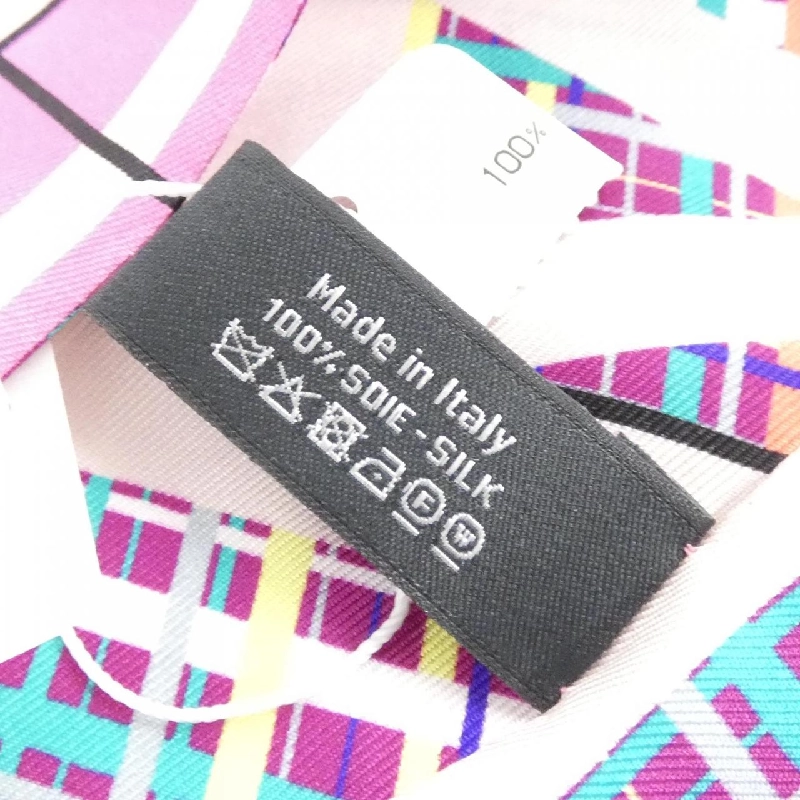 100%
Made in Italy
100% SOIE - SILK
F W